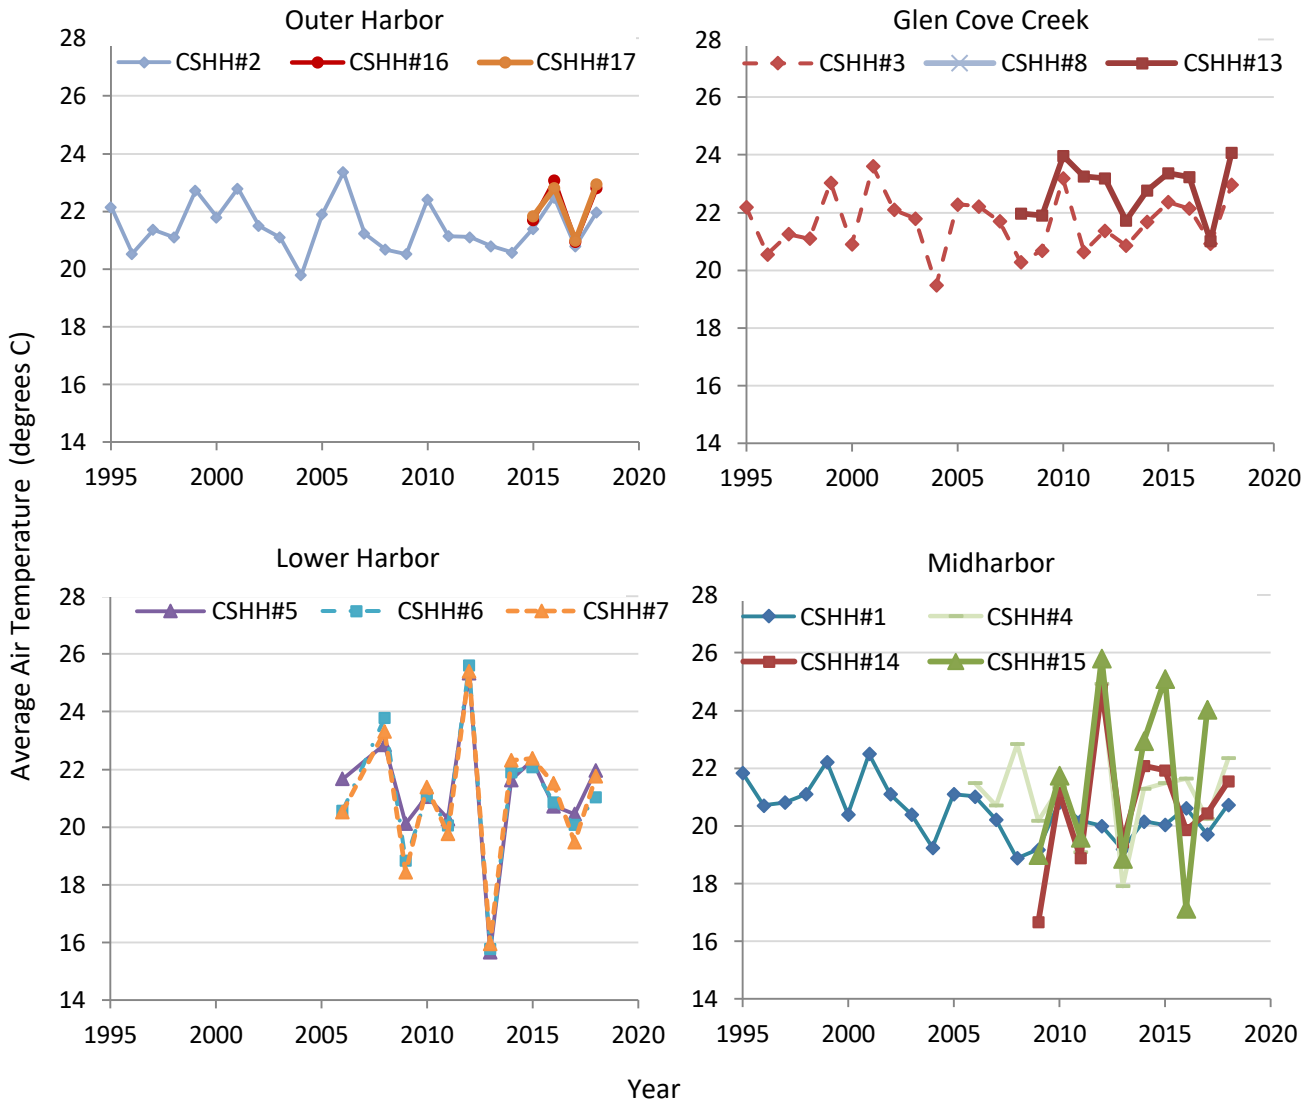 Outer Harbor
CSHH#2 CSHH#16 CSHH#17
28
26
24
22
20
18
16
14
1995 2000 2005 2010 2015 2020
Glen Cove Creek
CSHH#3 CSHH#8 CSHH#13
28
26
24
22
20
18
16
14
1995 2000 2005 2010 2015 2020
Average Air Temperature (degrees C)
Lower Harbor
CSHH#5 CSHH#6 CSHH#7
28
26
24
22
20
18
16
14
1995 2000 2005 2010 2015 2020
Midharbor
CSHH#1 CSHH#4
CSHH#14 CSHH#15
28
26
24
22
20
18
16
14
1995 2000 2005 2010 2015 2020
Year